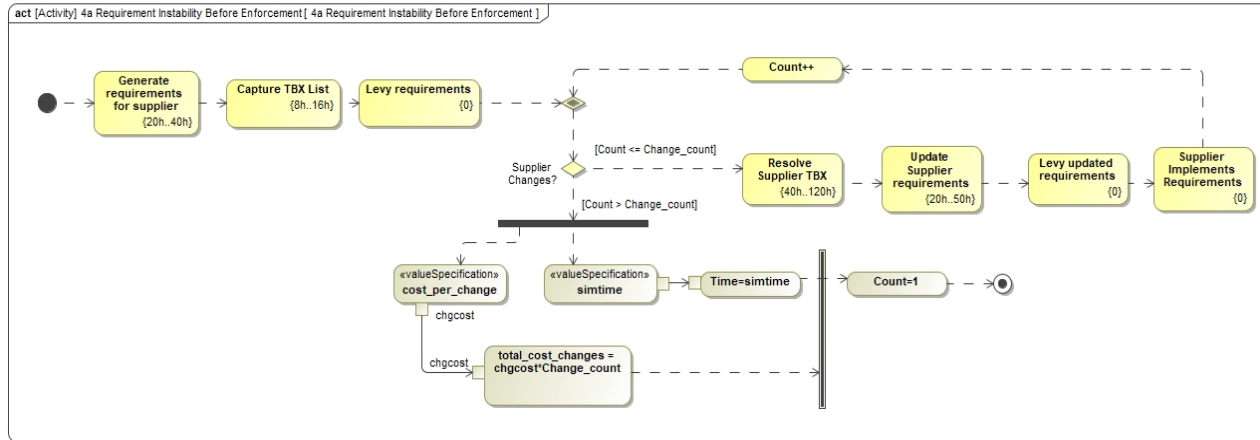 act [Activity] 4a Requirement Instability Before Enforcement[ 4a Requirement Instability Before Enforcement ]
Generate
requirements
for supplier
{20h..40h}
Capture TBX List
{8h..16h}
Levy requirements
{0}
Count++
Supplier
Changes?
[Count <= Change_count]
[Count > Change_count]
Resolve
Supplier TBX
{40h..120h}
Update
Supplier
requirements
{20h..50h}
Levy updated
requirements
{0}
Supplier
Implements
Requirements
{0}
«valueSpecification»
cost_per_change
chgcost
«valueSpecification»
simtime
Time=simtime
Count=1
chgcost
total_cost_changes =
chgcost*Change_count